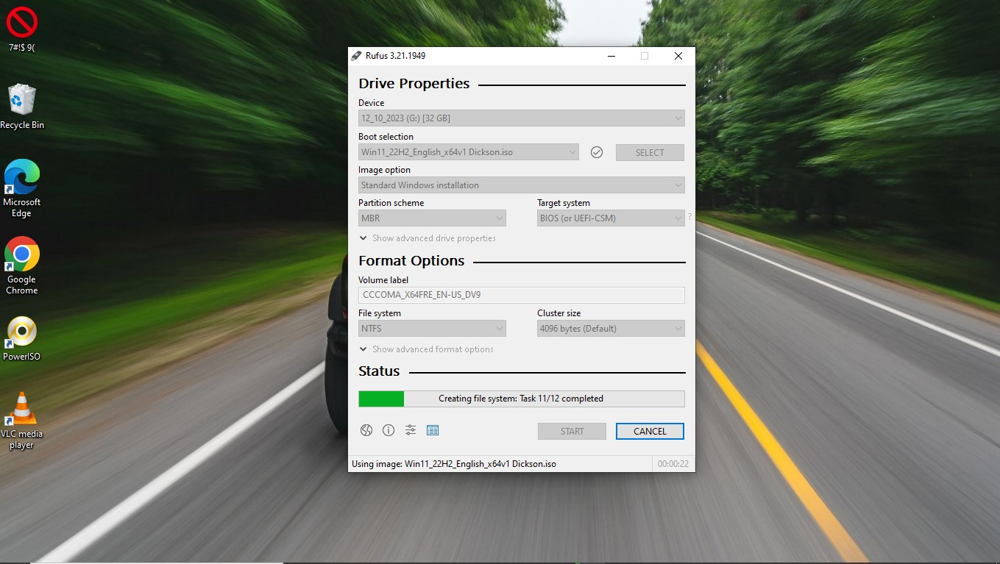 7#!$ 9(
Recycle Bin
Microsoft
Edge
Google
Chrome
PowerISO
VLC media
player
Rufus 3.21.1949
Drive Properties
Device
12_10_2023 (G:) [32 GB]
Boot selection
Win11_22H2_English_x64v1 Dickson.iso
SELECT
Image option
Standard Windows installation
Partition scheme
Target system
MBR
BIOS (or UEFI-CSM)
?
Show advanced drive properties
Format Options
Volume label
CCCOMA_X64FRE_EN-US_DV9
File system
Cluster size
NTFS
4096 bytes (Default)
Show advanced format options
Status
Creating file system: Task 11/12 completed
START
CANCEL
Using image: Win11_22H2_English_x64v1 Dickson.iso
00:00:22